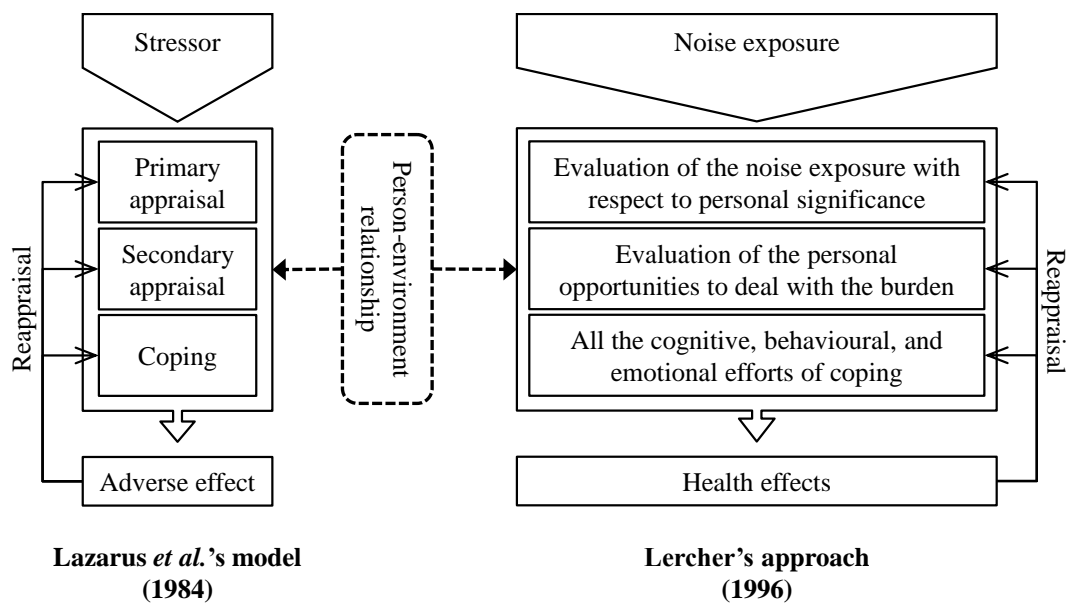 Stressor
Primary
appraisal
Secondary
appraisal
Coping
Reappraisal
Adverse effect
Lazarus et al.'s model
(1984)
Person-environment
relationship
Noise exposure
Evaluation of the noise exposure with
respect to personal significance
Evaluation of the personal
opportunities to deal with the burden
All the cognitive, behavioural, and
emotional efforts of coping
Reappraisal
Health effects
Lercher's approach
(1996)